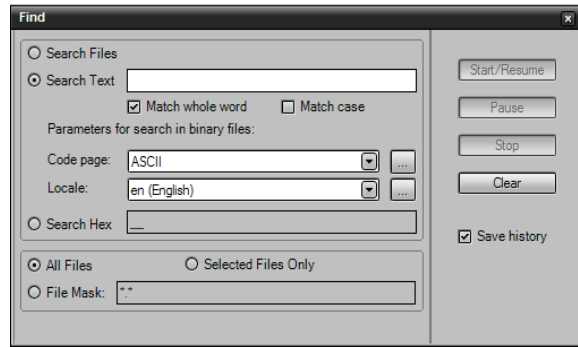 Find
Search Files
Search Text
Match whole word Match case
Parameters for search in binary files:
Code page: ASCII ...
Locale: en (English) ...
Search Hex __
All Files Selected Files Only
File Mask: *.*
Start/Resume
Pause
Stop
Clear
Save history